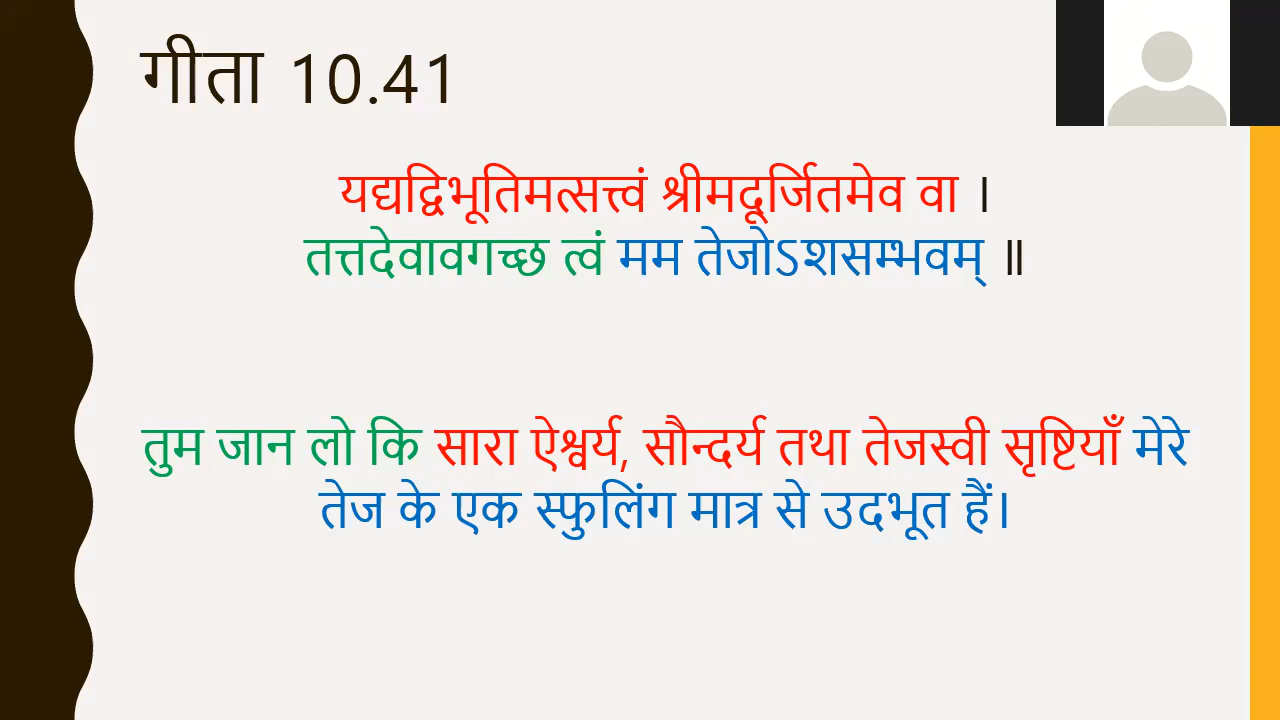 गीता 10.41
यद्यद्विभूतिमत्सत्त्वं श्रीमदूर्जितमेव वा ।
तत्तदेवावगच्छ त्वं मम तेजोऽशसम्भवम् ॥
तुम जान लो कि सारा ऐश्वर्य, सौन्दर्य तथा तेजस्वी सृष्टियाँ मेरे
तेज के एक स्फुलिंग मात्र से उदभूत हैं।